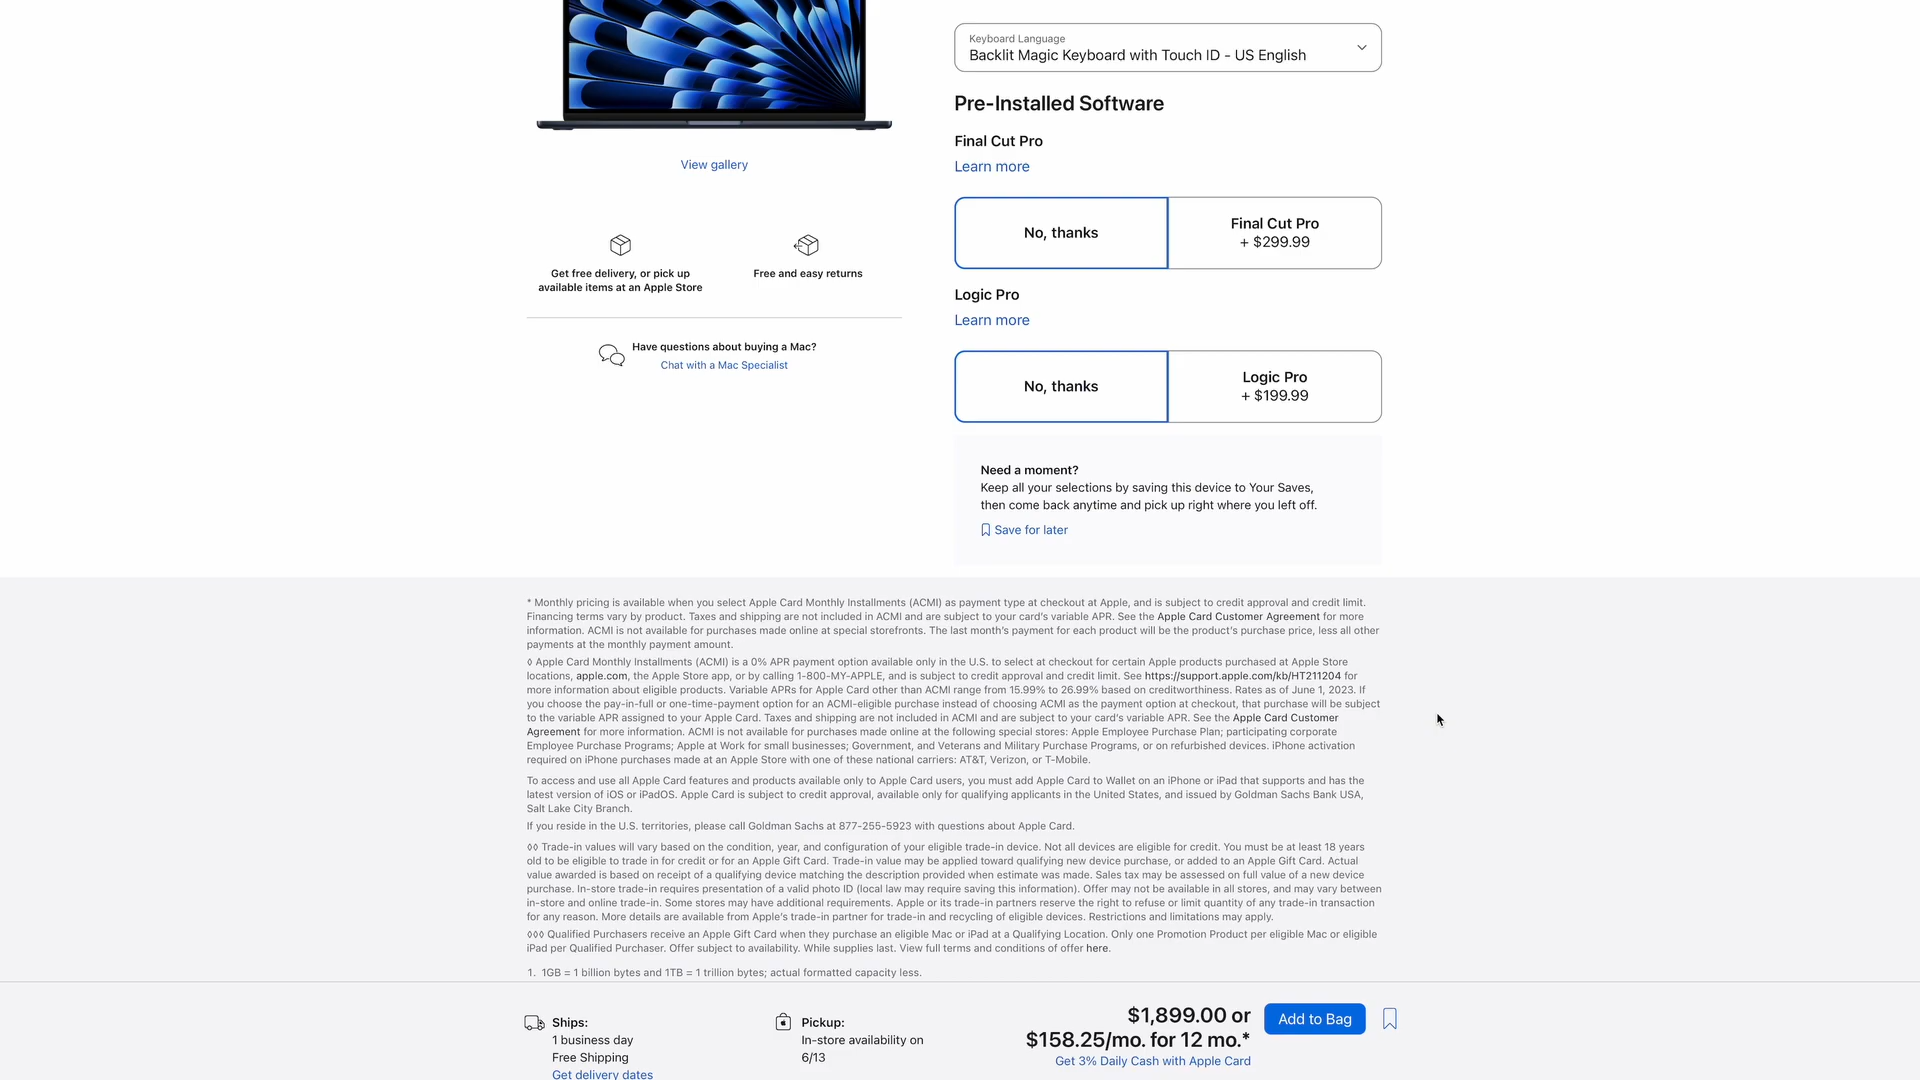 View gallery
Get free delivery, or pick up
available items at an Apple Store
Free and easy returns
Have questions about buying a Mac?
Chat with a Mac Specialist
Keyboard Language
Backlit Magic Keyboard with Touch ID - US English
Pre-Installed Software
Final Cut Pro
Learn more
No, thanks
Final Cut Pro
+ $299.99
Logic Pro
Learn more
No, thanks
Logic Pro
+ $199.99
Need a moment?
Keep all your selections by saving this device to Your Saves,
then come back anytime and pick up right where you left off.
Save for later
* Monthly pricing is available when you select Apple Card Monthly Installments (ACMI) as payment type at checkout at Apple, and is subject to credit approval and credit limit.
Financing terms vary by product. Taxes and shipping are not included in ACMI and are subject to your card's variable APR. See the Apple Card Customer Agreement for more
information. ACMI is not available for purchases made online at special storefronts. The last month's payment for each product will be the product's purchase price, less all other
payments at the monthly payment amount.
◊ Apple Card Monthly Installments (ACMI) is a 0% APR payment option available only in the U.S. to select at checkout for certain Apple products purchased at Apple Store
locations, apple.com, the Apple Store app, or by calling 1-800-MY-APPLE, and is subject to credit approval and credit limit. See https://support.apple.com/kb/HT211204 for
more information about eligible products. Variable APRs for Apple Card other than ACMI range from 15.99% to 26.99% based on creditworthiness. Rates as of June 1, 2023. If
you choose the pay-in-full or one-time-payment option for an ACMI-eligible purchase instead of choosing ACMI as the payment option at checkout, that purchase will be subject
to the variable APR assigned to your Apple Card. Taxes and shipping are not included in ACMI and are subject to your card's variable APR. See the Apple Card Customer
Agreement for more information. ACMI is not available for purchases made online at the following special stores: Apple Employee Purchase Plan; participating corporate
Employee Purchase Programs; Apple at Work for small businesses; Government, and Veterans and Military Purchase Programs, or on refurbished devices. iPhone activation
required on iPhone purchases made at an Apple Store with one of these national carriers: AT&T, Verizon, or T-Mobile.
To access and use all Apple Card features and products available only to Apple Card users, you must add Apple Card to Wallet on an iPhone or iPad that supports and has the
latest version of iOS or iPadOS. Apple Card is subject to credit approval, available only for qualifying applicants in the United States, and issued by Goldman Sachs Bank USA,
Salt Lake City Branch.
If you reside in the U.S. territories, please call Goldman Sachs at 877-255-5923 with questions about Apple Card.
◊◊ Trade-in values will vary based on the condition, year, and configuration of your eligible trade-in device. Not all devices are eligible for credit. You must be at least 18 years
old to be eligible to trade in for credit or for an Apple Gift Card. Trade-in value may be applied toward qualifying new device purchase, or added to an Apple Gift Card. Actual
value awarded is based on receipt of a qualifying device matching the description provided when estimate was made. Sales tax may be assessed on full value of a new device
purchase. In-store trade-in requires presentation of a valid photo ID (local law may require saving this information). Offer may not be available in all stores, and may vary between
in-store and online trade-in. Some stores may have additional requirements. Apple or its trade-in partners reserve the right to refuse or limit quantity of any trade-in transaction
for any reason. More details are available from Apple's trade-in partner for trade-in and recycling of eligible devices. Restrictions and limitations may apply.
◊◊◊ Qualified Purchasers receive an Apple Gift Card when they purchase an eligible Mac or iPad at a Qualifying Location. Only one Promotion Product per eligible Mac or eligible
iPad per Qualified Purchaser. Offer subject to availability. While supplies last. View full terms and conditions of offer here.
1. 1GB = 1 billion bytes and 1TB = 1 trillion bytes; actual formatted capacity less.
Ships:
1 business day
Free Shipping
Get delivery dates
Pickup:
In-store availability on
6/13
$1,899.00 or
$158.25/mo. for 12 mo.*
Get 3% Daily Cash with Apple Card
Add to Bag